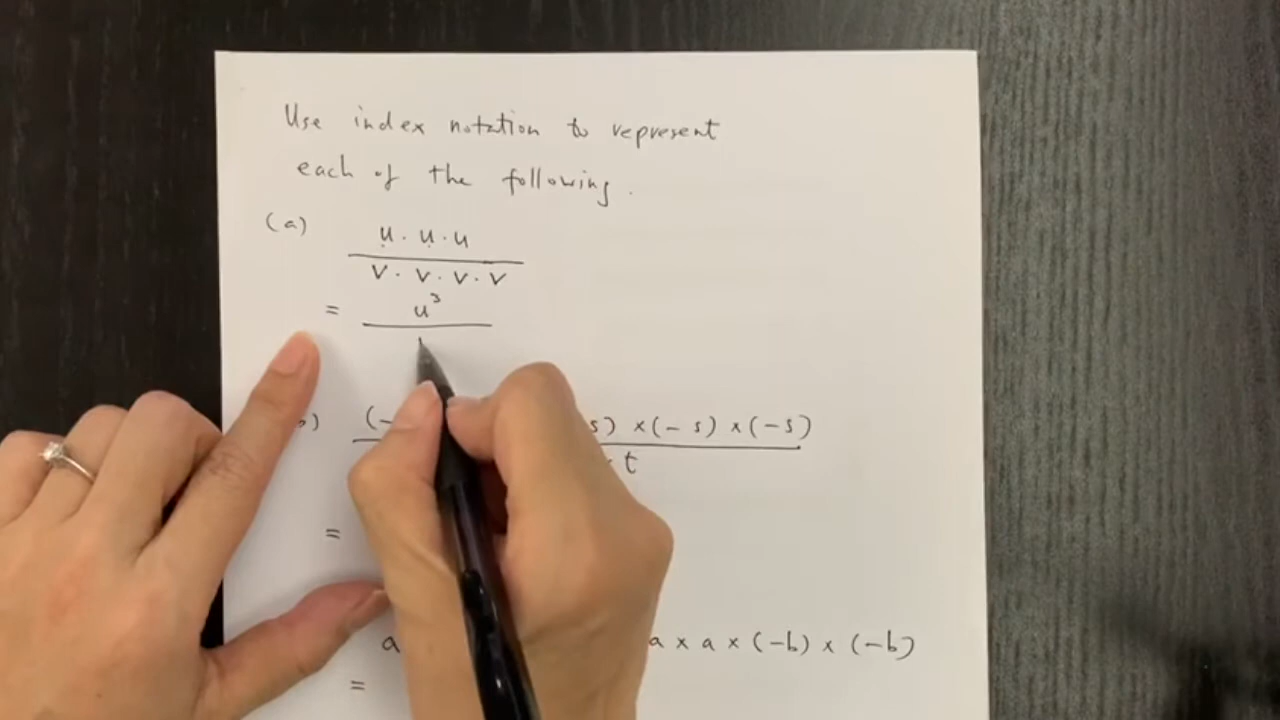 Use index notation to represent
each of the following.
(a)
u · u · u
v · v · v · v
= u³
) (- s) × (- s) × (-s)
· t
=
a a × a × (-b) × (-b)
=